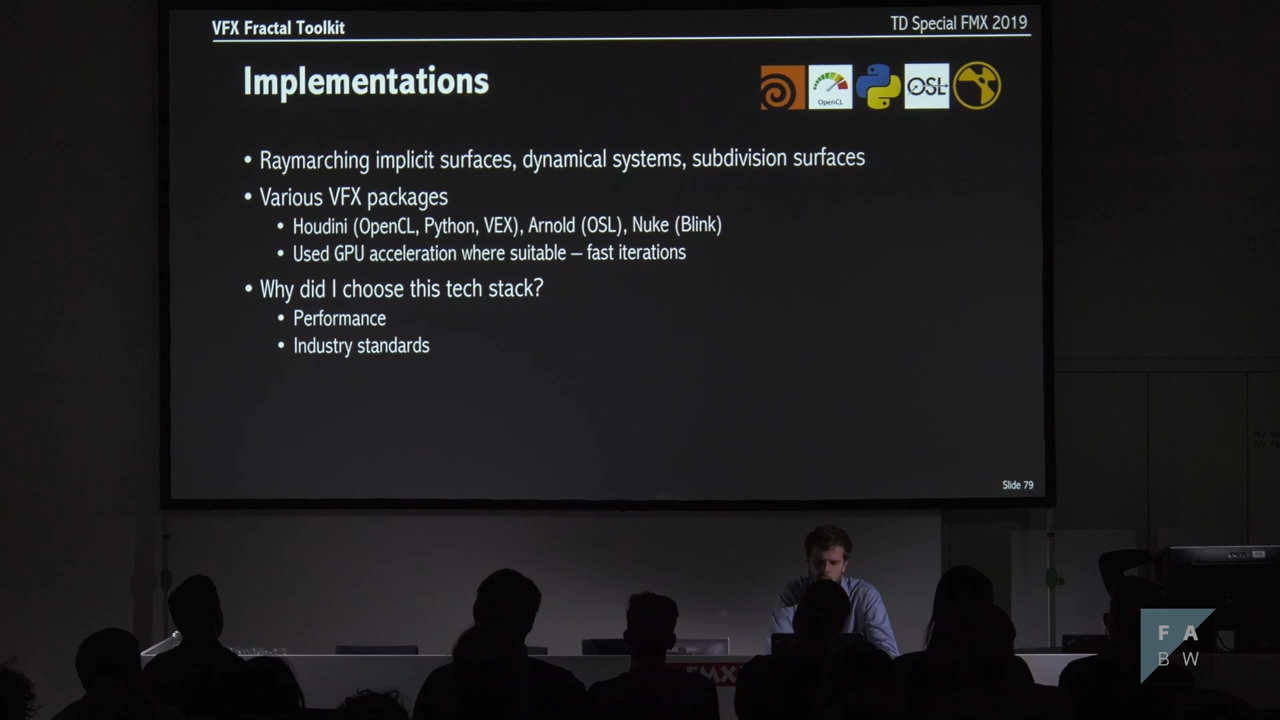 VFX Fractal Toolkit
TD Special FMX 2019
Implementations
OpenCL
OSL
• Raymarching implicit surfaces, dynamical systems, subdivision surfaces
• Various VFX packages
• Houdini (OpenCL, Python, VEX), Arnold (OSL), Nuke (Blink)
• Used GPU acceleration where suitable – fast iterations
• Why did I choose this tech stack?
• Performance
• Industry standards
Slide 79
FMX
F A
B W